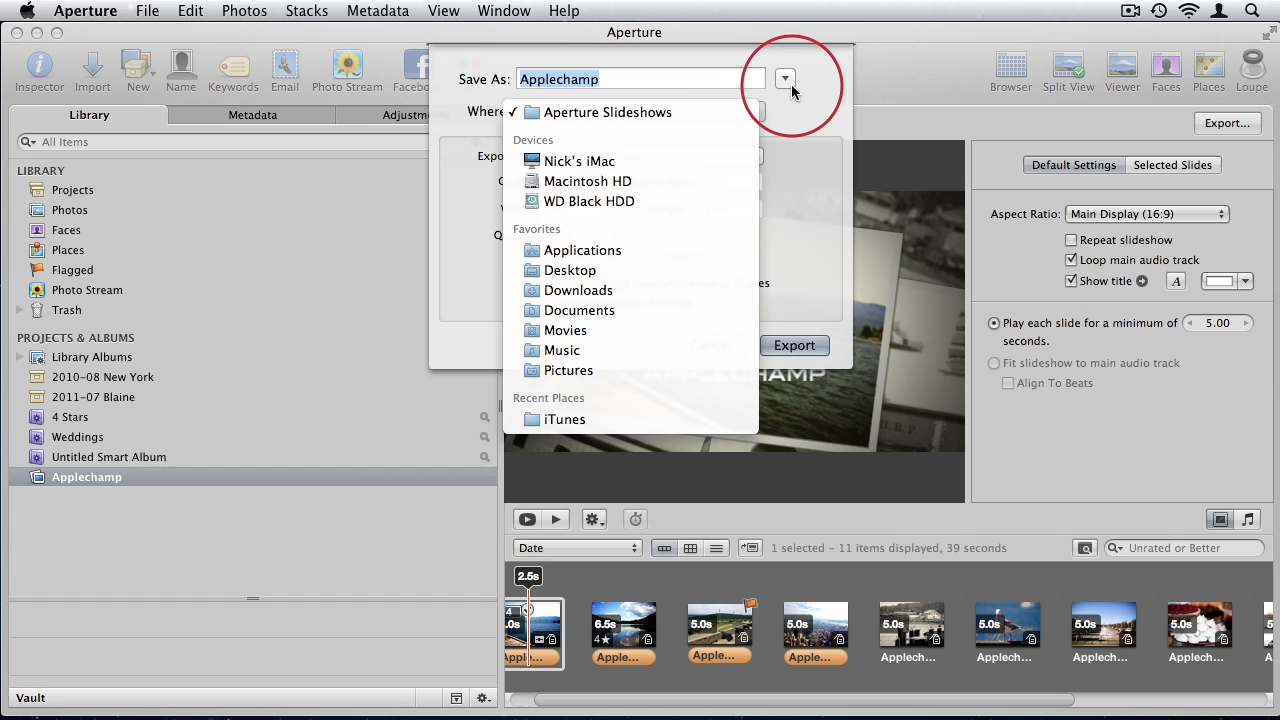 Aperture File Edit Photos Stacks Metadata View Window Help
Aperture
Inspector Import New Name Keywords Email Photo Stream Browser Split View Viewer Faces Places Loupe
Save As: Applechamp
Library Metadata
Where ✓ Aperture Slideshows
Export...
All Items
Devices
Nick's iMac
Macintosh HD
WD Black HDD
Favorites
Applications
Desktop
Downloads
Documents
Movies
Music
Pictures
Recent Places
iTunes
Export
APPLECHAMP
LIBRARY
Projects
Photos
Faces
Places
Flagged
Photo Stream
Trash
PROJECTS & ALBUMS
Library Albums
2010-08 New York
2011-07 Blaine
4 Stars
Weddings
Untitled Smart Album
Applechamp
Default Settings Selected Slides
Aspect Ratio: Main Display (16:9)
Repeat slideshow
Loop main audio track
Show title A
Play each slide for a minimum of 5.00
seconds.
Fit slideshow to main audio track
Align To Beats
Date 1 selected – 11 items displayed, 39 seconds Unrated or Better
2.5s
6.5s 5.0s 5.0s 5.0s 5.0s 5.0s 5.0s
4★
Apple... Apple... Apple... Apple... Applech... Applech... Applech... Applech...
Vault